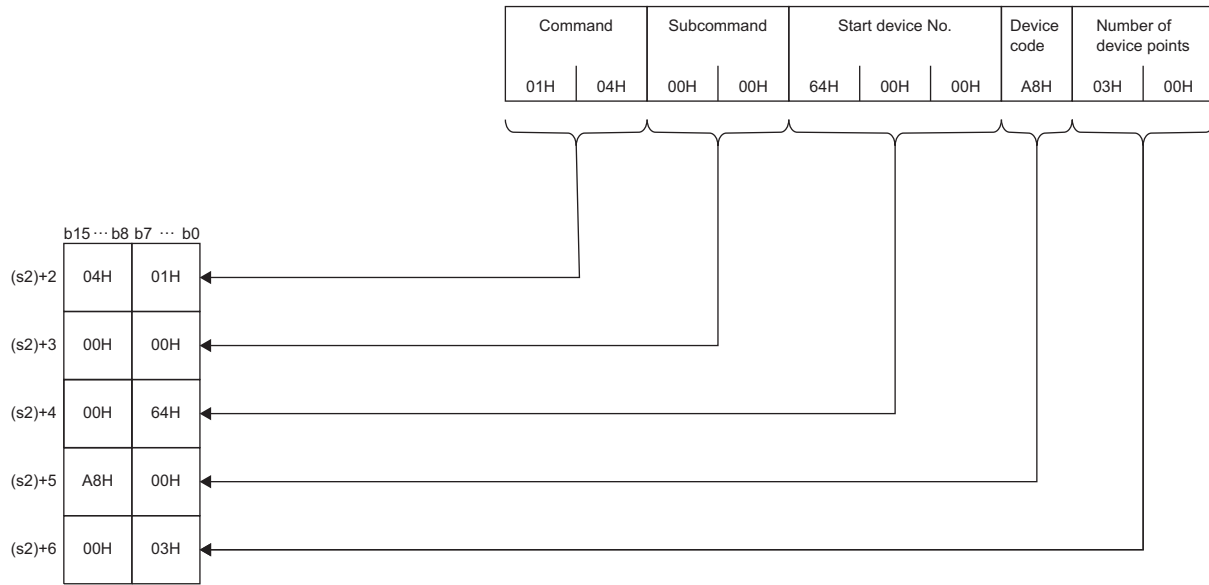 Command Subcommand Start device No. Device code Number of device points
01H 04H 00H 00H 64H 00H 00H A8H 03H 00H
b15 ··· b8 b7 ··· b0
(s2)+2 04H 01H
(s2)+3 00H 00H
(s2)+4 00H 64H
(s2)+5 A8H 00H
(s2)+6 00H 03H